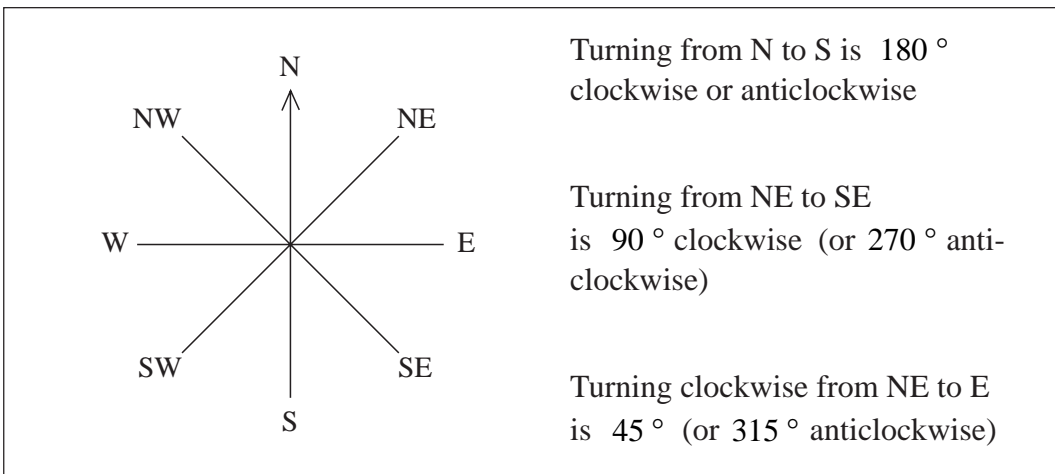 N
NW
NE
W
E
SW
SE
S
Turning from N to S is 180 °
clockwise or anticlockwise
Turning from NE to SE
is 90 ° clockwise (or 270 ° anti-
clockwise)
Turning clockwise from NE to E
is 45 ° (or 315 ° anticlockwise)